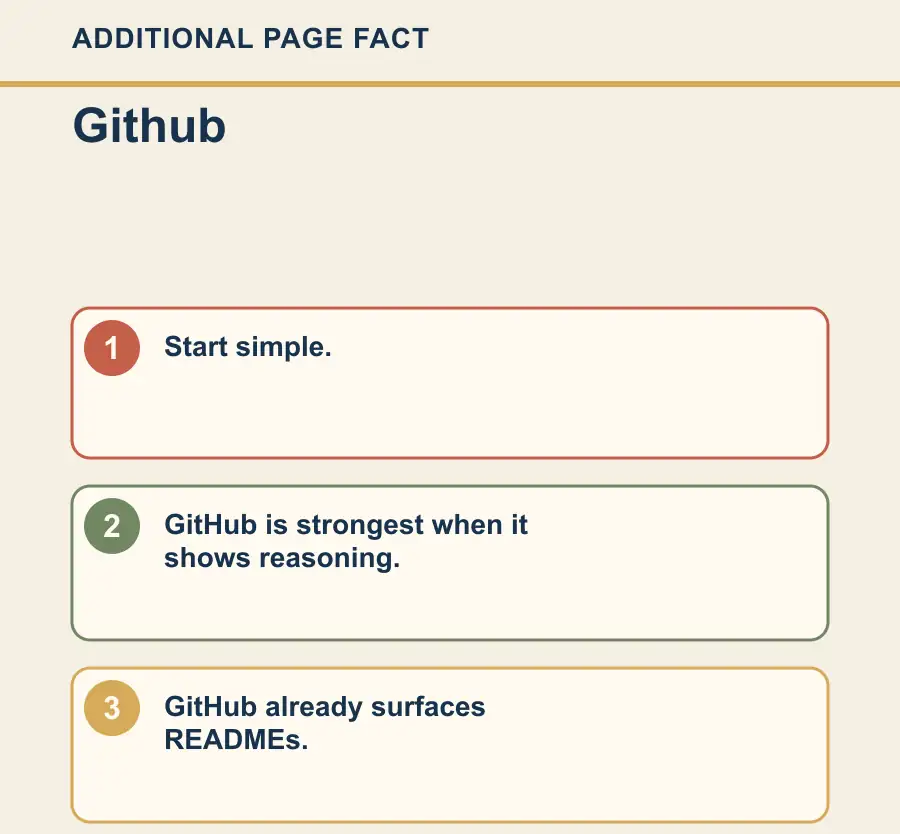 ADDITIONAL PAGE FACT
Github
1
Start simple.
2
GitHub is strongest when it
shows reasoning.
3
GitHub already surfaces
READMEs.